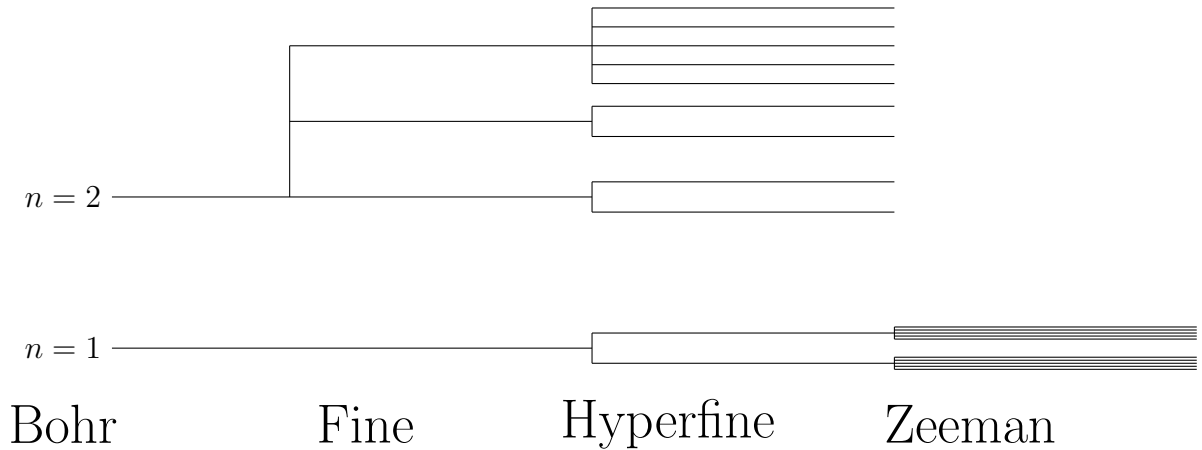 n = 2
n = 1
Bohr Fine Hyperfine Zeeman